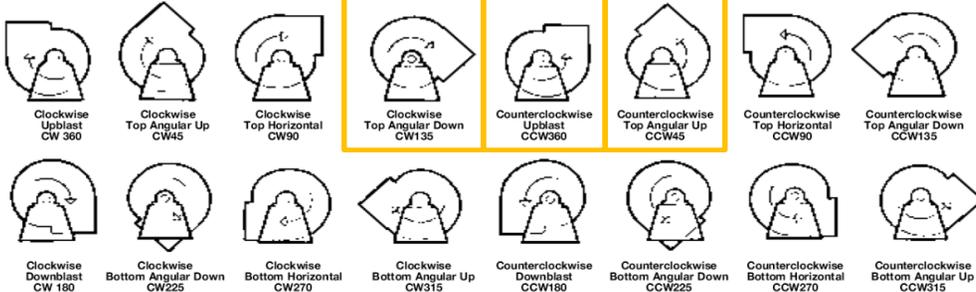 Clockwise
Upblast
CW 360
Clockwise
Top Angular Up
CW45
Clockwise
Top Horizontal
CW90
Clockwise
Top Angular Down
CW135
Counterclockwise
Upblast
CCW360
Counterclockwise
Top Angular Up
CCW45
Counterclockwise
Top Horizontal
CCW90
Counterclockwise
Top Angular Down
CCW135
Clockwise
Downblast
CW 180
Clockwise
Bottom Angular Down
CW225
Clockwise
Bottom Horizontal
CW270
Clockwise
Bottom Angular Up
CW315
Counterclockwise
Downblast
CCW180
Counterclockwise
Bottom Angular Down
CCW225
Counterclockwise
Bottom Horizontal
CCW270
Counterclockwise
Bottom Angular Up
CCW315